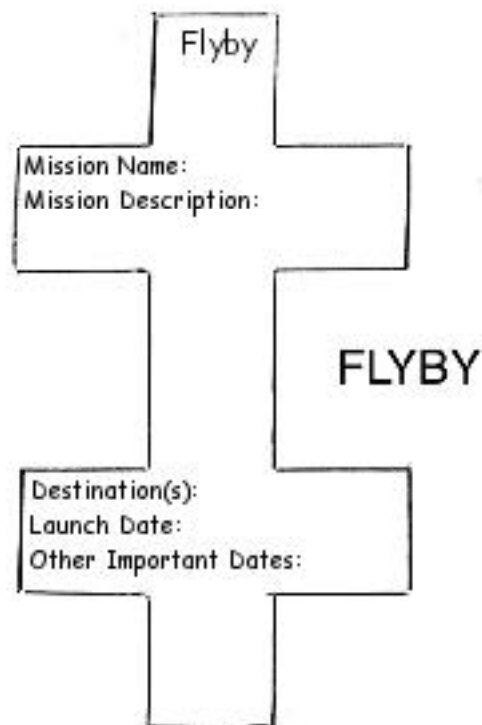 Flyby
Mission Name:
Mission Description:
FLYBY
Destination(s):
Launch Date:
Other Important Dates: